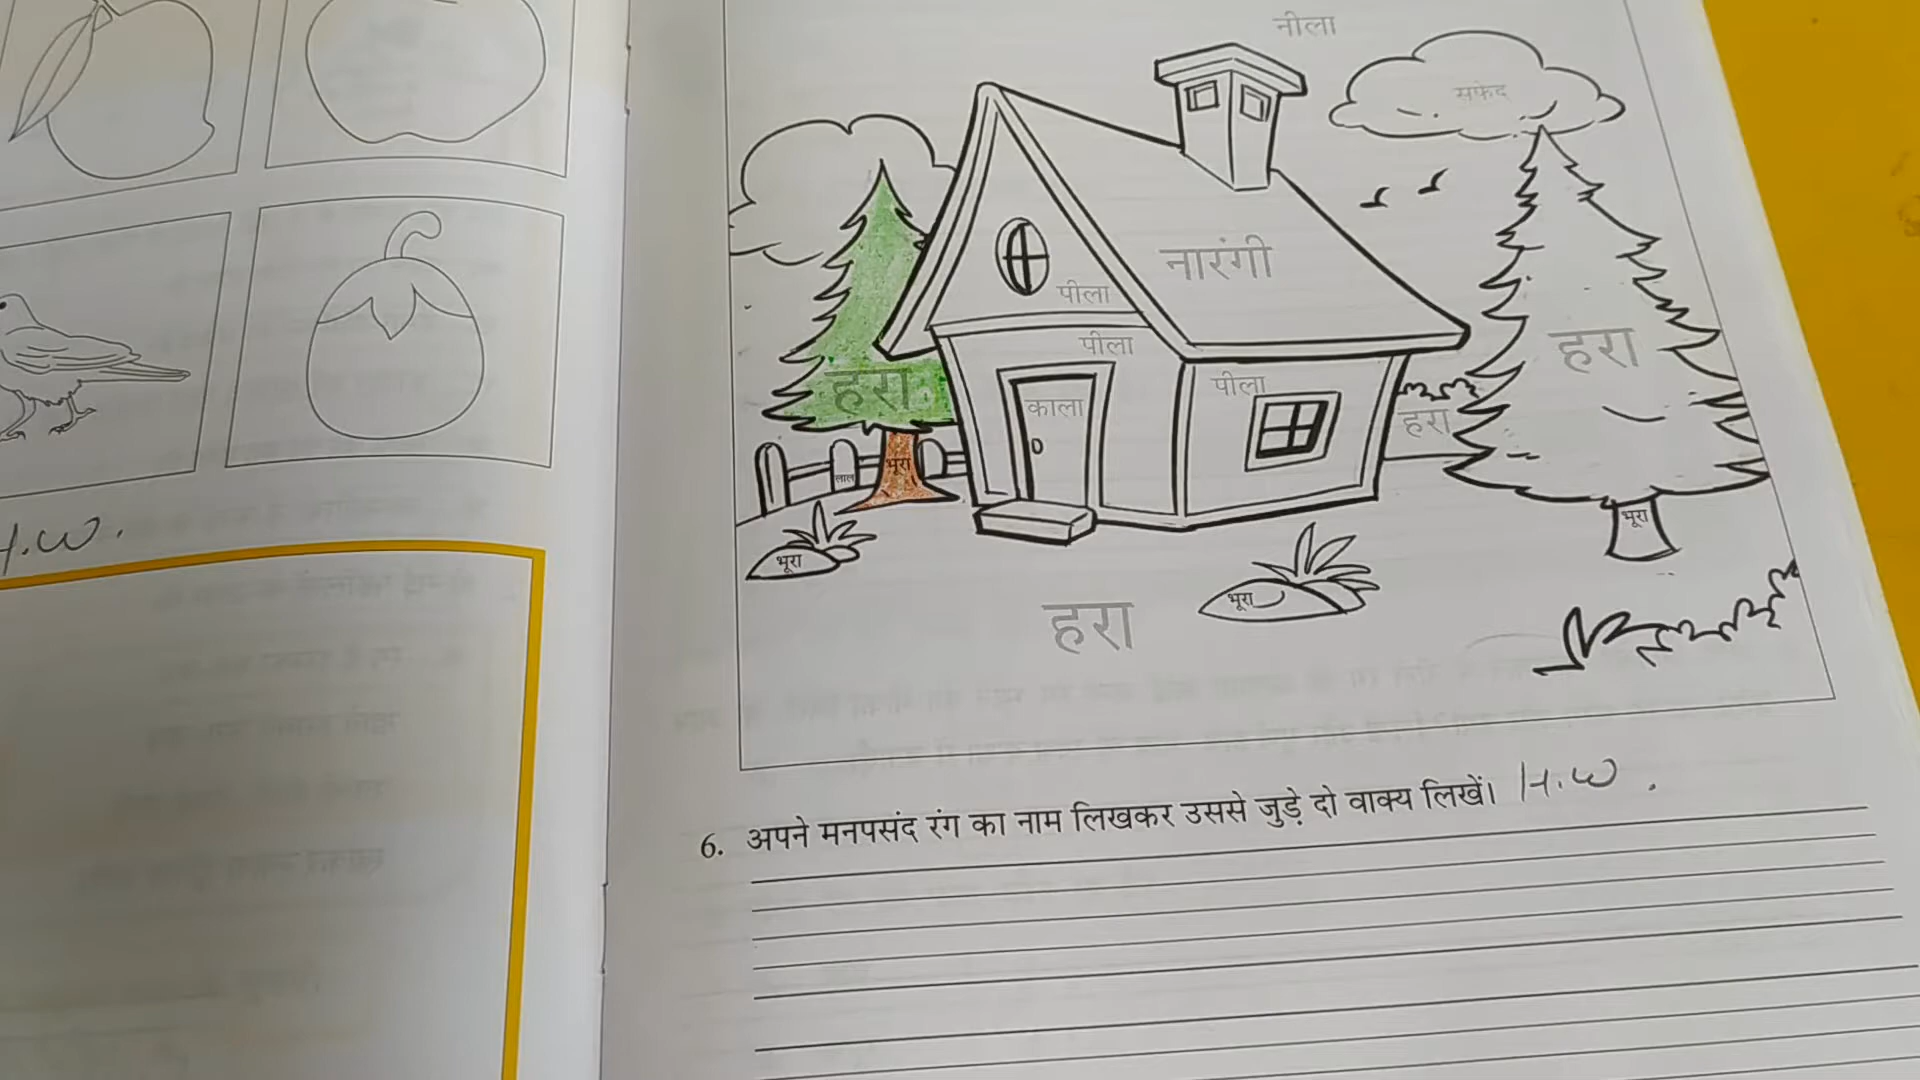 H.W.
नीला
सफेद
नारंगी
पीला
पीला
पीला
हरा
काला
हरा
हरा
भूरा
लाल
भूरा
भूरा
भूरा
हरा
6. अपने मनपसंद रंग का नाम लिखकर उससे जुड़े दो वाक्य लिखें। H.W.